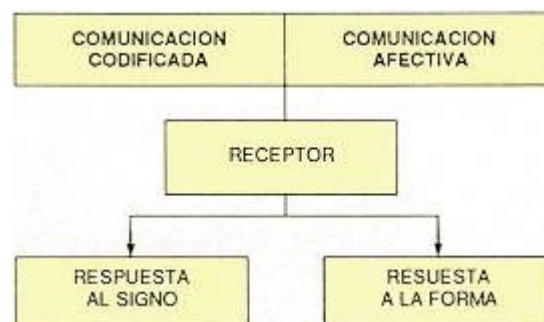 COMUNICACION
CODIFICADA
COMUNICACION
AFECTIVA
RECEPTOR
RESPUESTA
AL SIGNO
RESUESTA
A LA FORMA